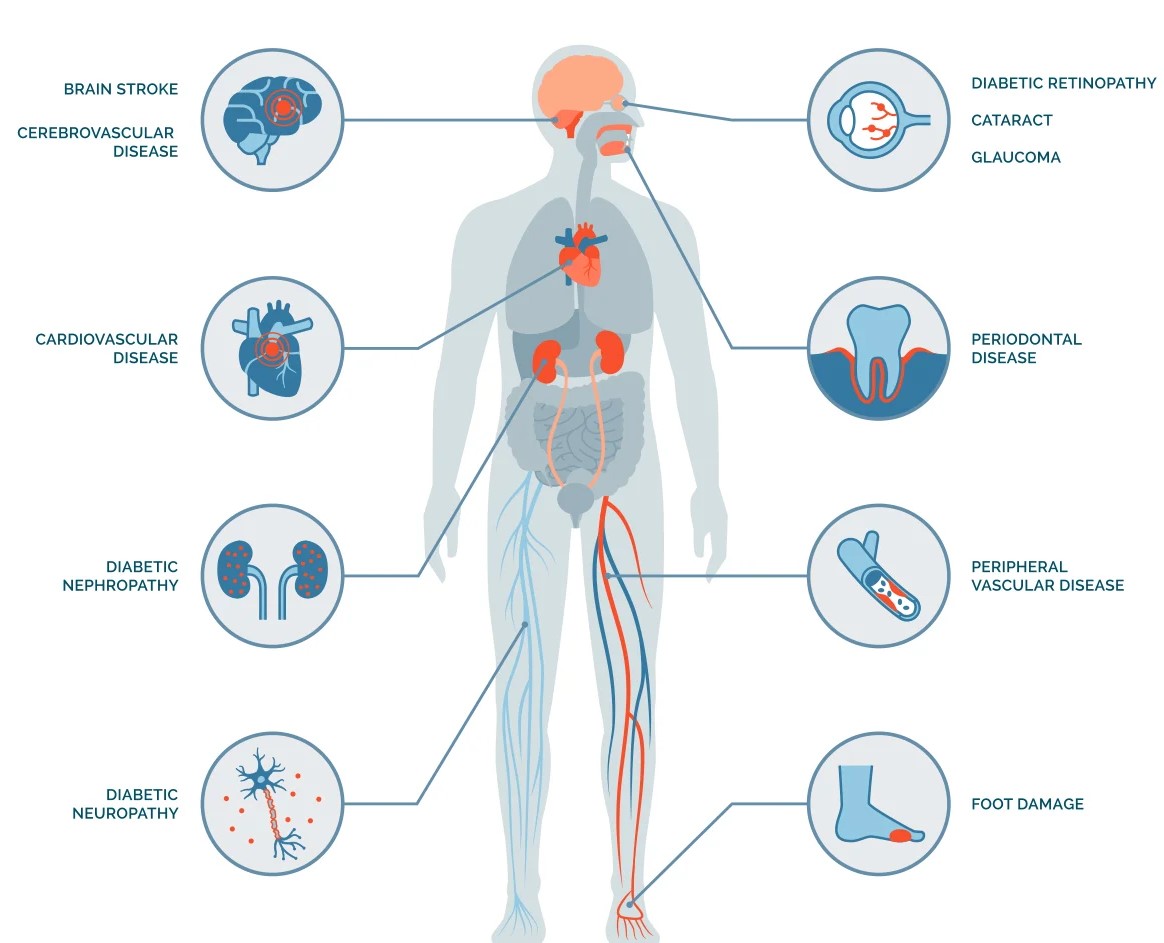 BRAIN STROKE
CEREBROVASCULAR
DISEASE
CARDIOVASCULAR
DISEASE
DIABETIC
NEPHROPATHY
DIABETIC
NEUROPATHY
DIABETIC RETINOPATHY
CATARACT
GLAUCOMA
PERIODONTAL
DISEASE
PERIPHERAL
VASCULAR DISEASE
FOOT DAMAGE